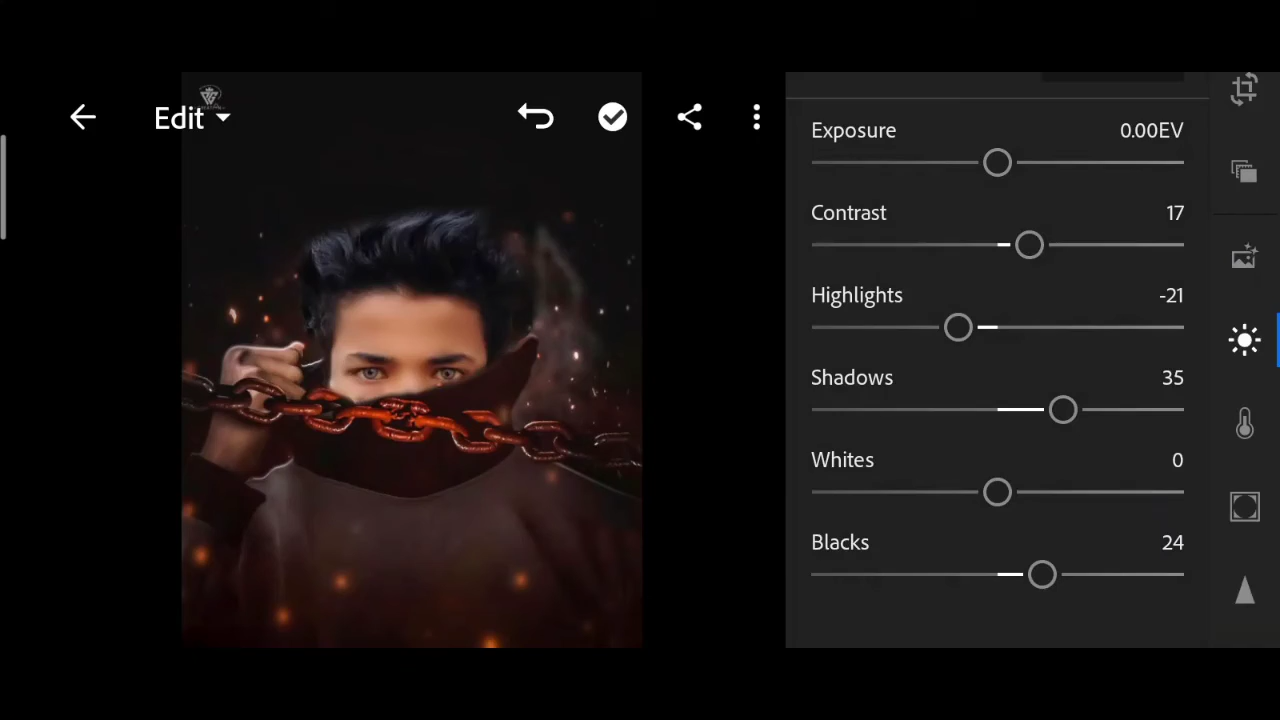 Edit
Exposure 0.00EV
Contrast 17
Highlights -21
Shadows 35
Whites 0
Blacks 24